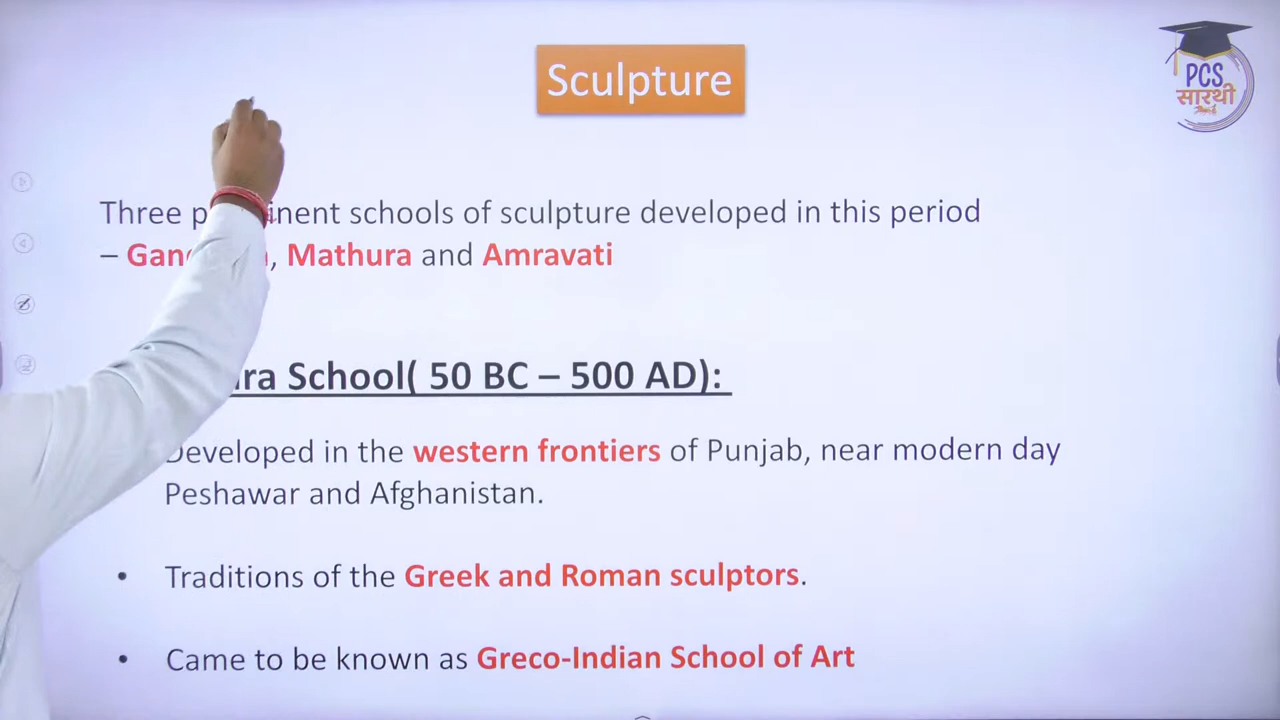 Sculpture
PCS
सारथी
Three p inent schools of sculpture developed in this period
– Gan , Mathura and Amravati
ra School( 50 BC – 500 AD):
Developed in the western frontiers of Punjab, near modern day
Peshawar and Afghanistan.
• Traditions of the Greek and Roman sculptors.
• Came to be known as Greco-Indian School of Art